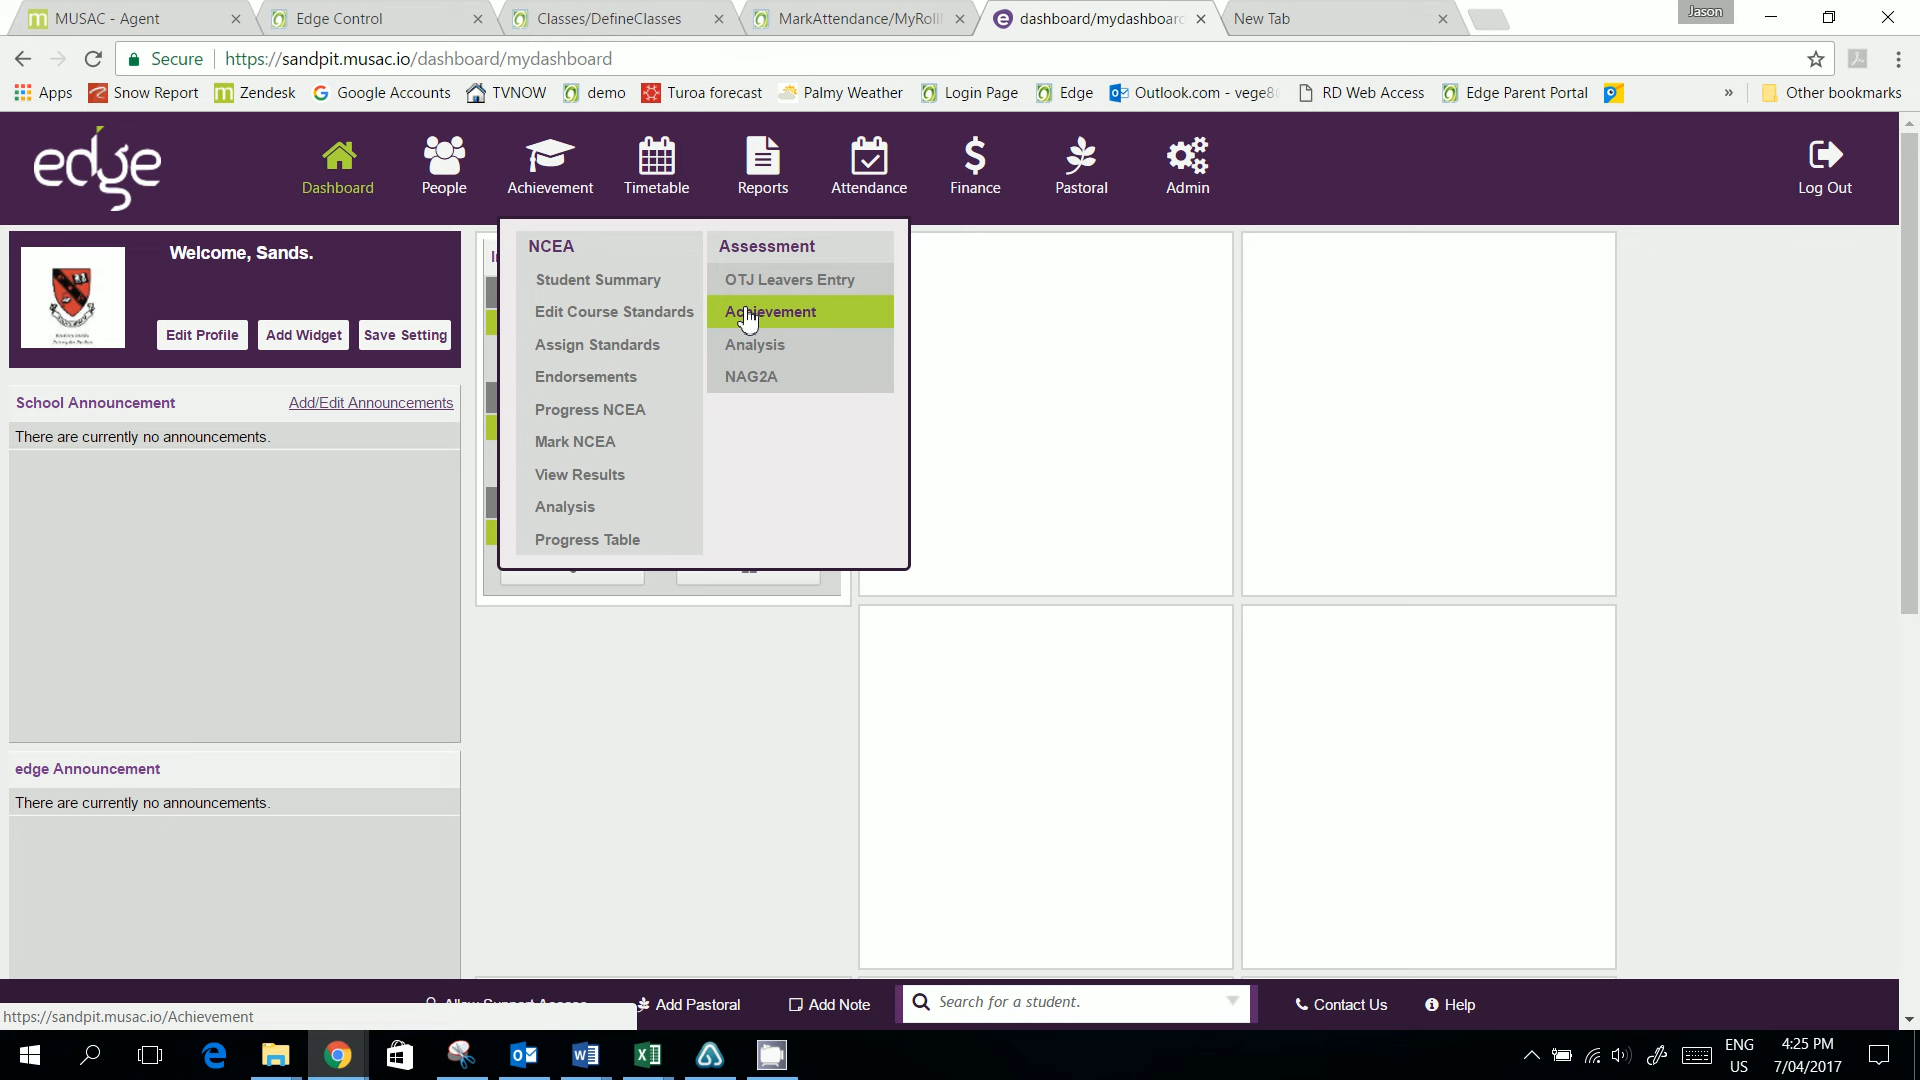 MUSAC - Agent
Edge Control
Classes/DefineClasses
MarkAttendance/MyRoll
dashboard/mydashboard
New Tab
Jason
Secure
https://sandpit.musac.io/dashboard/mydashboard
Apps
Snow Report
Zendesk
Google Accounts
TVNOW
demo
Turoa forecast
Palmy Weather
Login Page
Edge
Outlook.com - vege8
RD Web Access
Edge Parent Portal
»
Other bookmarks
edge
Dashboard
People
Achievement
Timetable
Reports
Attendance
Finance
Pastoral
Admin
Log Out
Welcome, Sands.
Edit Profile
Add Widget
Save Setting
School Announcement
Add/Edit Announcements
There are currently no announcements.
edge Announcement
There are currently no announcements.
NCEA
Student Summary
Edit Course Standards
Assign Standards
Endorsements
Progress NCEA
Mark NCEA
View Results
Analysis
Progress Table
Assessment
OTJ Leavers Entry
Achievement
Analysis
NAG2A
Add Pastoral
Add Note
Search for a student.
Contact Us
Help
https://sandpit.musac.io/Achievement
ENG
US
4:25 PM
7/04/2017